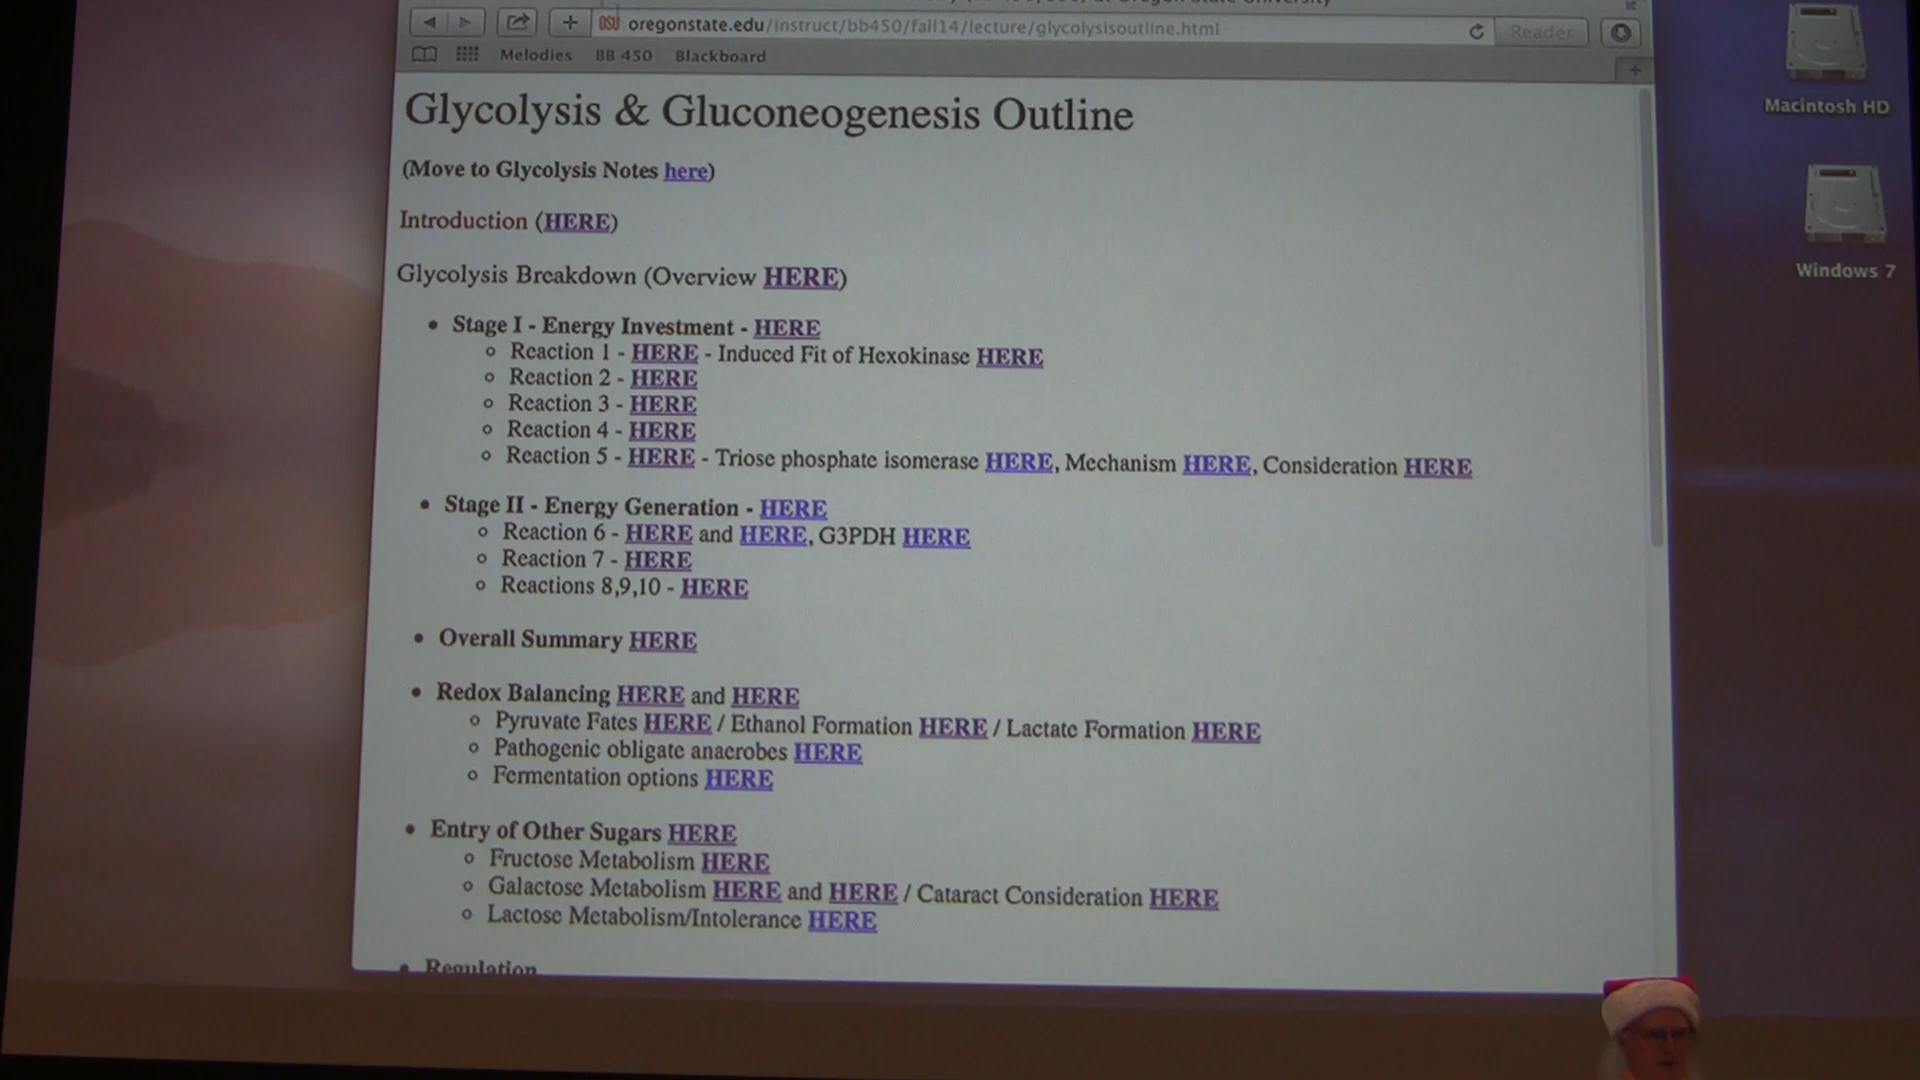 OSU oregonstate.edu/instruct/bb450/fall14/lecture/glycolysisoutline.html
Reader
Melodies BB 450 Blackboard
Macintosh HD
Windows 7
Glycolysis & Gluconeogenesis Outline
(Move to Glycolysis Notes here)
Introduction (HERE)
Glycolysis Breakdown (Overview HERE)
• Stage I - Energy Investment - HERE
Reaction 1 - HERE - Induced Fit of Hexokinase HERE
Reaction 2 - HERE
Reaction 3 - HERE
Reaction 4 - HERE
Reaction 5 - HERE - Triose phosphate isomerase HERE, Mechanism HERE, Consideration HERE
• Stage II - Energy Generation - HERE
Reaction 6 - HERE and HERE, G3PDH HERE
Reaction 7 - HERE
Reactions 8,9,10 - HERE
• Overall Summary HERE
• Redox Balancing HERE and HERE
Pyruvate Fates HERE / Ethanol Formation HERE / Lactate Formation HERE
Pathogenic obligate anaerobes HERE
Fermentation options HERE
• Entry of Other Sugars HERE
Fructose Metabolism HERE
Galactose Metabolism HERE and HERE / Cataract Consideration HERE
Lactose Metabolism/Intolerance HERE
• Regulation